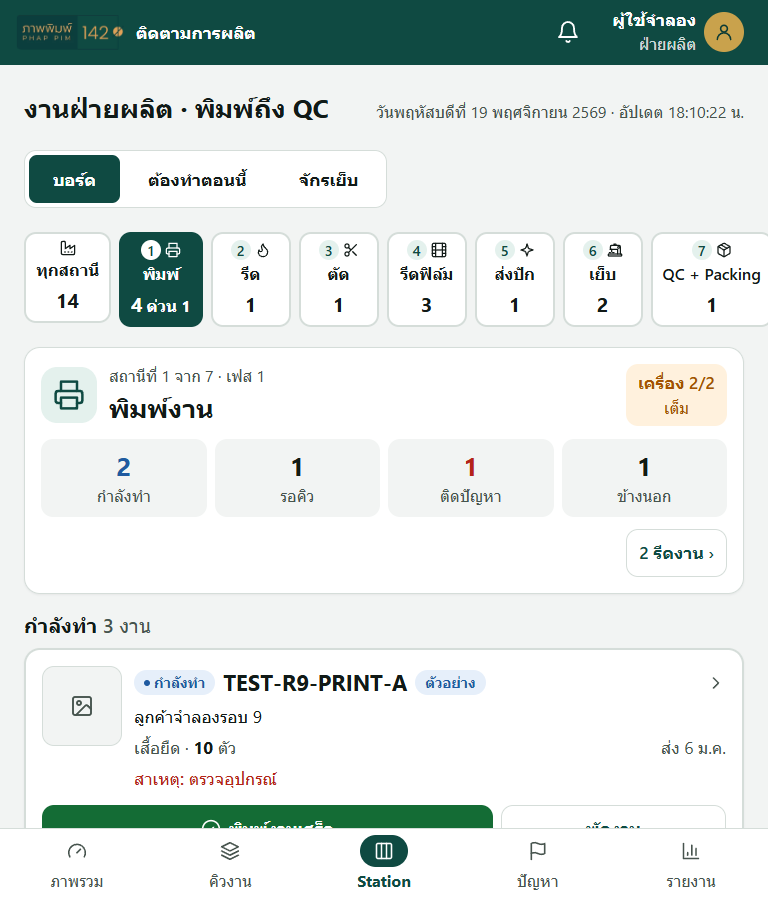 ภาพพิมพ์
PHAP PIM
142
ติดตามการผลิต
ผู้ใช้จำลอง
ฝ่ายผลิต
งานฝ่ายผลิต · พิมพ์ถึง QC
วันพฤหัสบดีที่ 19 พฤศจิกายน 2569 · อัปเดต 18:10:22 น.
บอร์ด
ต้องทำตอนนี้
จักรเย็บ
ทุกสถานี
14
1
พิมพ์
4 ด่วน 1
2
รีด
1
3
ตัด
1
4
รีดฟิล์ม
3
5
ส่งปัก
1
6
เย็บ
2
7
QC + Packing
1
สถานีที่ 1 จาก 7 · เฟส 1
พิมพ์งาน
เครื่อง 2/2
เต็ม
2
กำลังทำ
1
รอคิว
1
ติดปัญหา
1
ข้างนอก
2 รีดงาน ›
กำลังทำ 3 งาน
กำลังทำ TEST-R9-PRINT-A ตัวอย่าง
ลูกค้าจำลองรอบ 9
เสื้อยืด · 10 ตัว
ส่ง 6 ม.ค.
สาเหตุ: ตรวจอุปกรณ์
ภาพรวม
คิวงาน
Station
ปัญหา
รายงาน